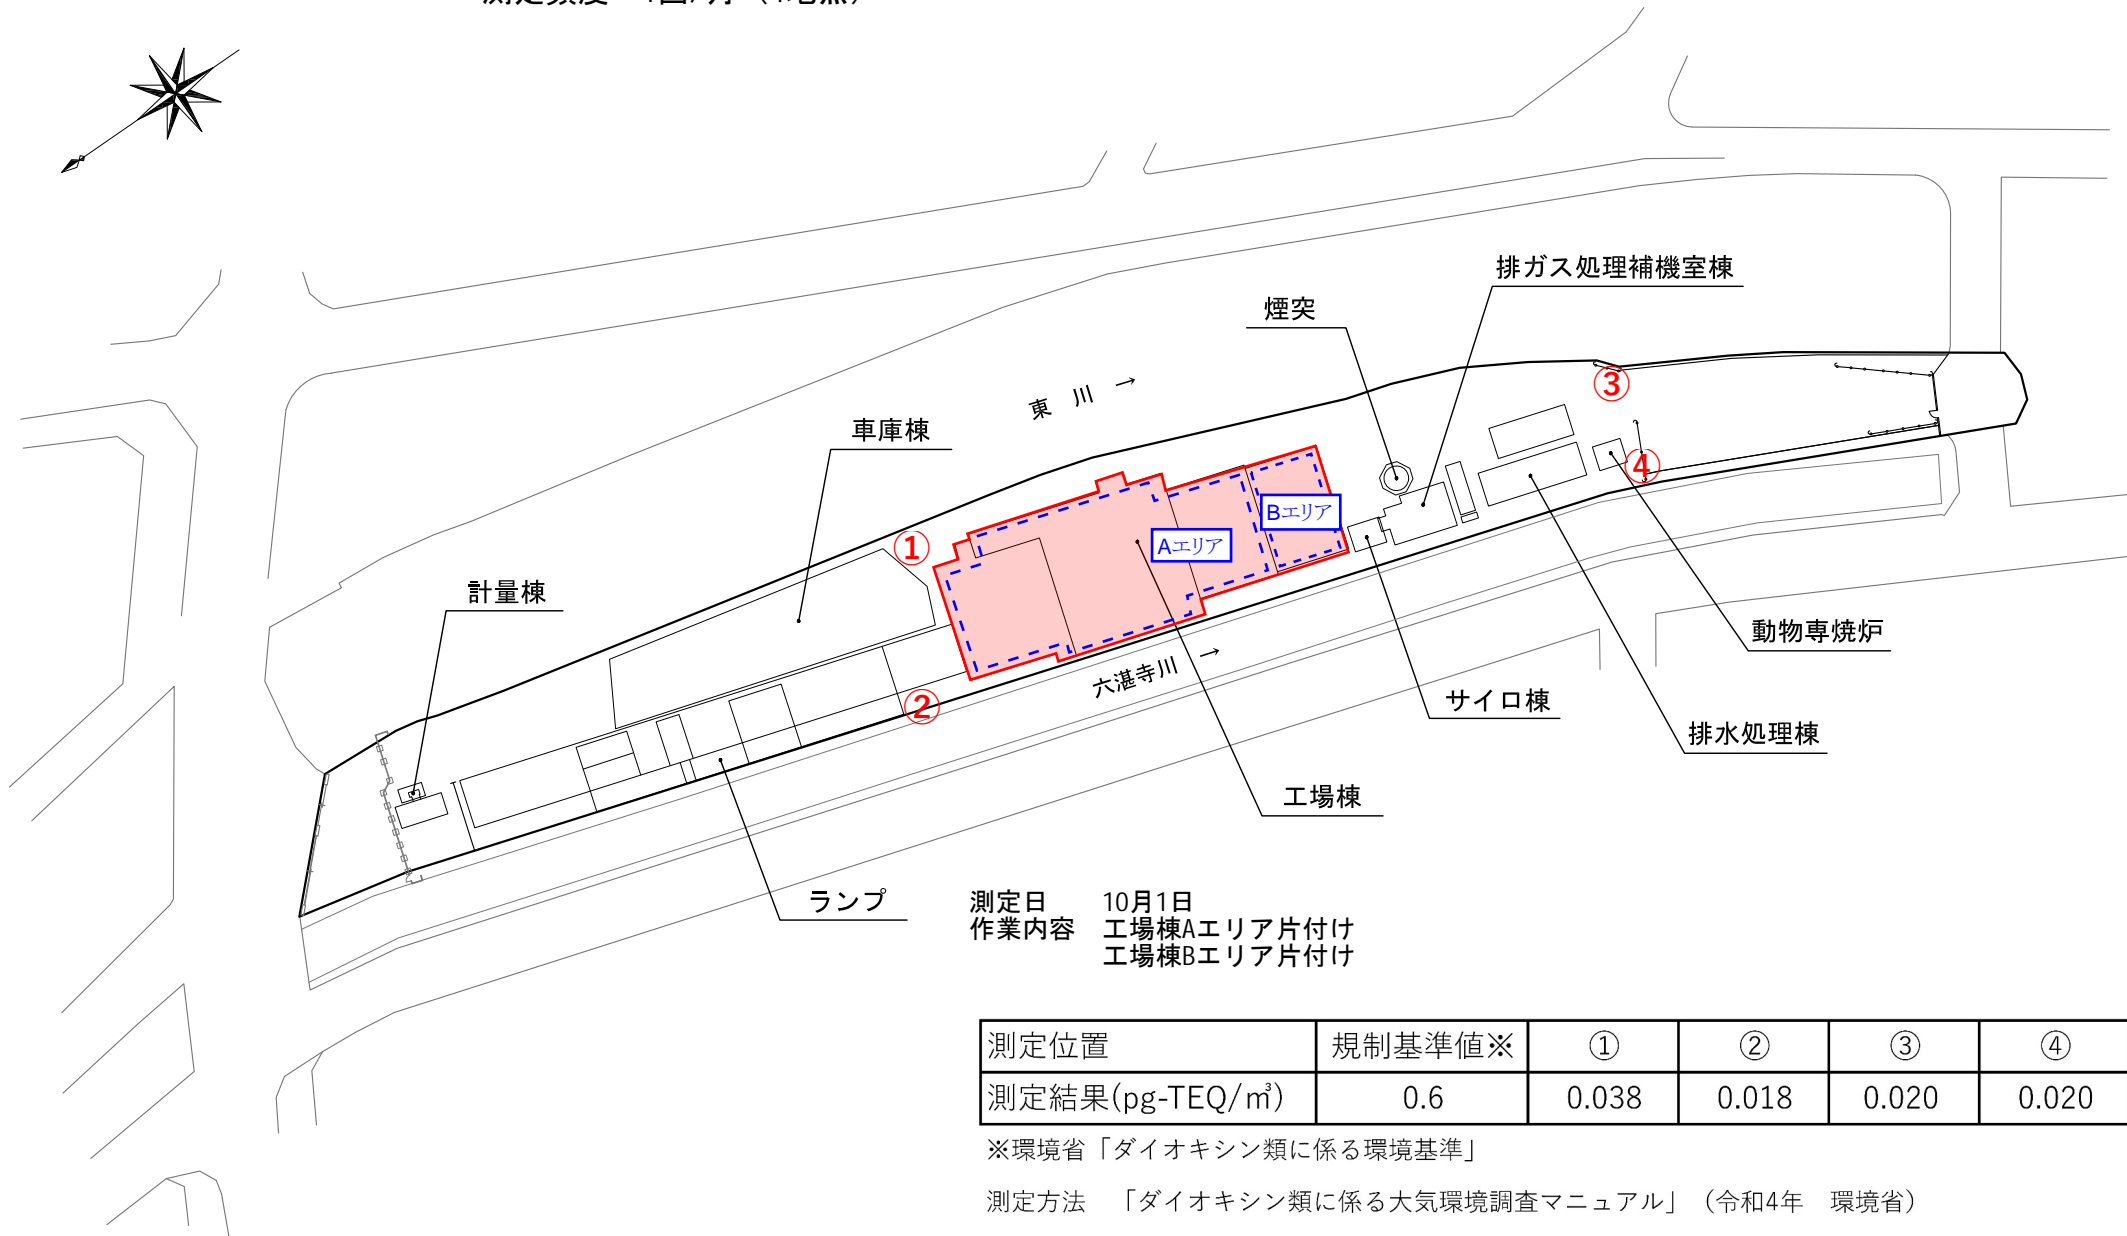 排ガス処理補機室棟
煙突
③
東 川 →
車庫棟
④
Bエリア
Aエリア
①
計量棟
動物専焼炉
六湛寺川 →
サイロ棟
②
排水処理棟
工場棟
ランプ
測定日 10月1日
作業内容 工場棟Aエリア片付け
工場棟Bエリア片付け
測定位置 規制基準値※ ① ② ③ ④
測定結果(pg-TEQ/㎥) 0.6 0.038 0.018 0.020 0.020
※環境省「ダイオキシン類に係る環境基準」
測定方法 「ダイオキシン類に係る大気環境調査マニュアル」（令和4年 環境省）